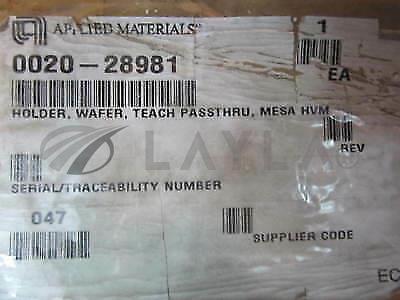 APPLIED MATERIALS
1
0020-28981
EA
HOLDER, WAFER, TEACH PASSTHRU, MESA HVM
REV
LAYLA
SERIAL/TRACEABILITY NUMBER
047
SUPPLIER CODE
EC